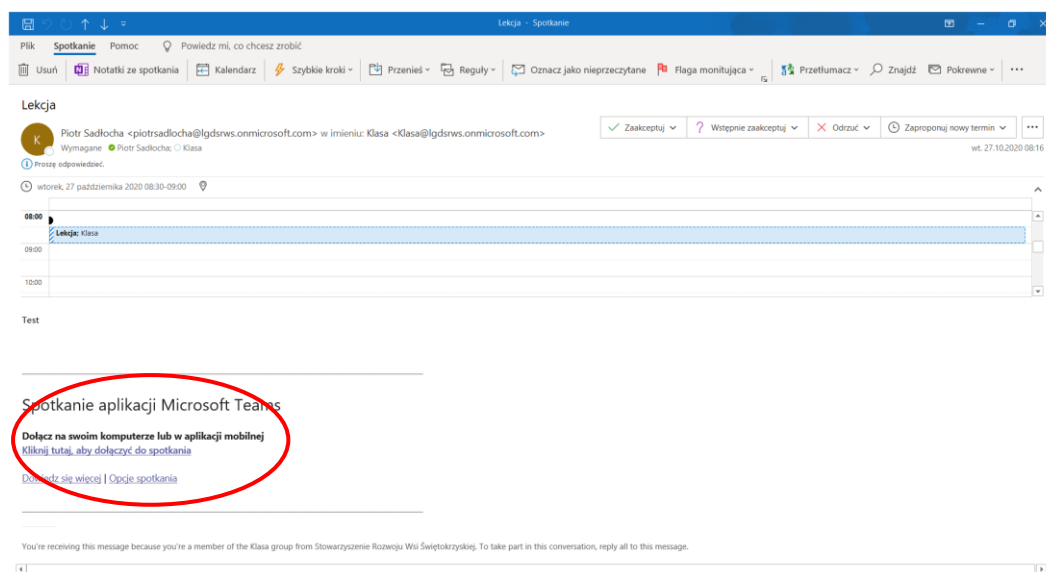 Lekcja - Spotkanie
Plik Spotkanie Pomoc Powiedz mi, co chcesz zrobić
Usuń Notatki ze spotkania Kalendarz Szybkie kroki Przenieś Reguły Oznacz jako nieprzeczytane Flaga monitująca Przetłumacz Znajdź Pokrewne ...
Lekcja
K
Piotr Sadłocha <piotrsadlocha@lgdsrws.onmicrosoft.com> w imieniu: Klasa <Klasa@lgdsrws.onmicrosoft.com>
Zaakceptuj ? Wstępnie zaakceptuj Odrzuć Zaproponuj nowy termin ...
Wymagane Piotr Sadłocha; Klasa
wt. 27.10.2020 08:16
Proszę odpowiedzieć.
wtorek, 27 października 2020 08:30-09:00
08:00
Lekcja; Klasa
09:00
10:00
Test
Spotkanie aplikacji Microsoft Teams
Dołącz na swoim komputerze lub w aplikacji mobilnej
Kliknij tutaj, aby dołączyć do spotkania
Dowiedz się więcej | Opcje spotkania
You're receiving this message because you're a member of the Klasa group from Stowarzyszenie Rozwoju Wsi Świętokrzyskiej. To take part in this conversation, reply all to this message.